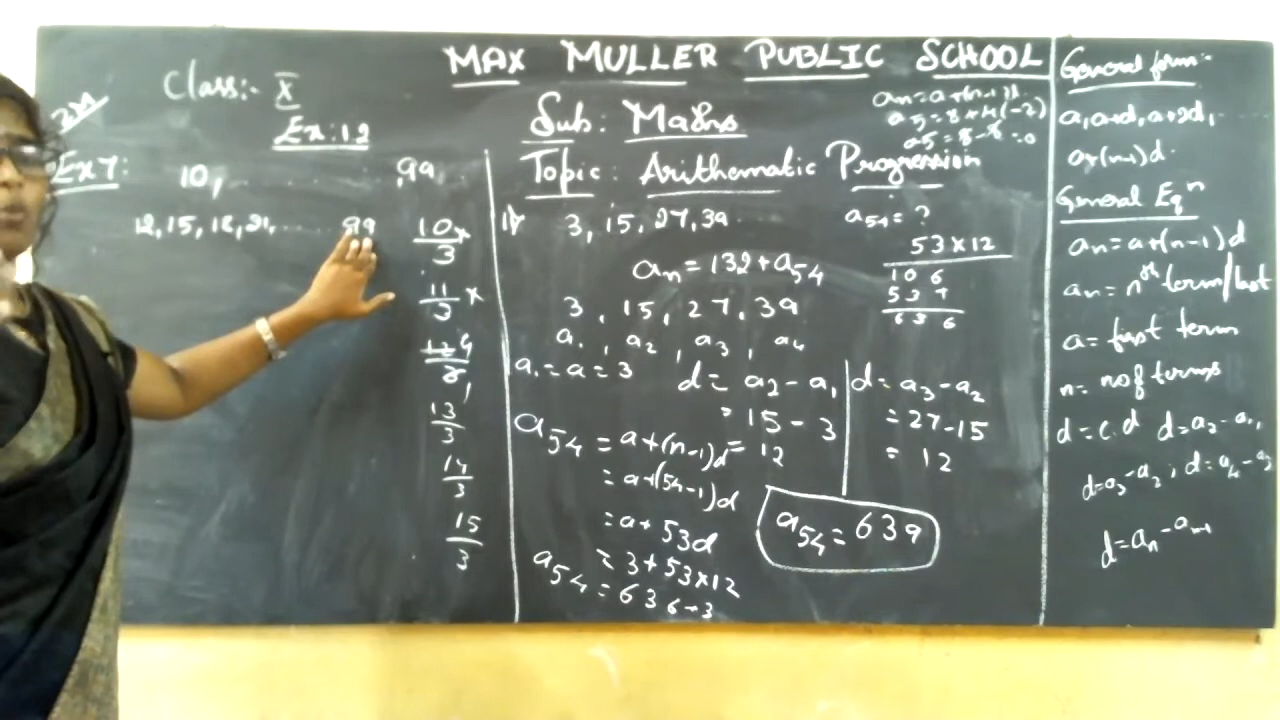 MAX MULLER PUBLIC SCHOOL
Class:- X
Ex:1.2
2M
Ex 7: 10, ........ ,99
12, 15, 18, 21, ...... 99
10/3 ×
11/3 ×
13/3
14/3
15/3
Sub: Maths
Topic: Arithematic Progression
a5 = 8+4(-2)
a5 = 8-8 = 0
1) 3, 15, 27, 39 ...... a54 = ?
an = 132 + a54
3, 15, 27, 39
a1, a2, a3, a4
a1 = a = 3
d = a2 - a1
= 15 - 3
= 12
d = a3 - a2
= 27 - 15
= 12
a54 = a+(n-1)d
= a+(54-1)d
= a+53d
= 3+53×12
a54 = 636+3
a54 = 639
53×12
106
53+
636
General form:-
a, a+d, a+2d, ......
a+(n-1)d.
General Eqn
an = a+(n-1)d
an = nth term/last
a = first term
n = no of terms
d = c.d d = a2-a1,
d = a3-a2, d = a4-a3
d = an - an-1